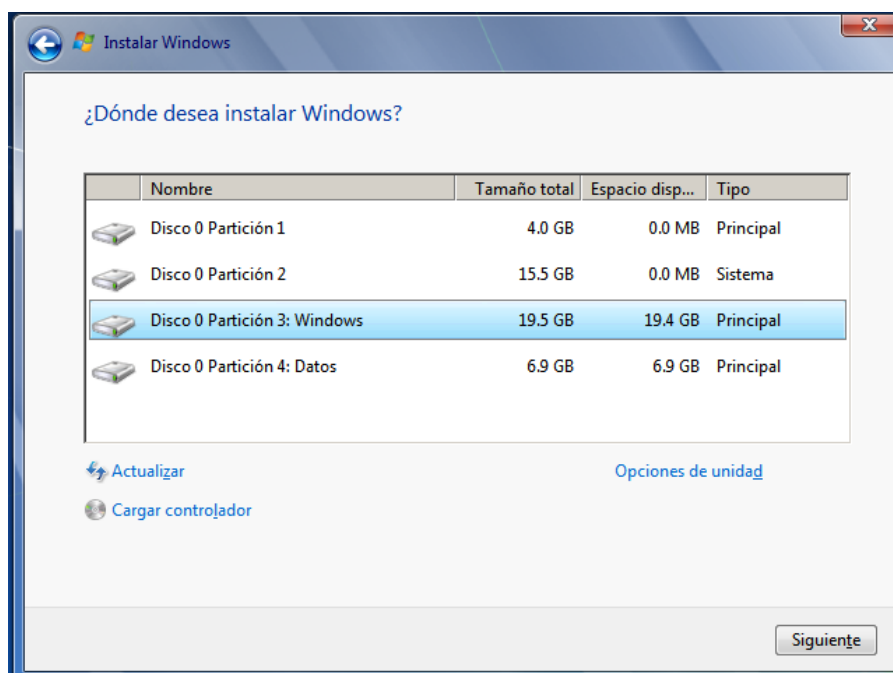 Instalar Windows
¿Dónde desea instalar Windows?
Nombre Tamaño total Espacio disp... Tipo
Disco 0 Partición 1 4.0 GB 0.0 MB Principal
Disco 0 Partición 2 15.5 GB 0.0 MB Sistema
Disco 0 Partición 3: Windows 19.5 GB 19.4 GB Principal
Disco 0 Partición 4: Datos 6.9 GB 6.9 GB Principal
Actualizar Opciones de unidad
Cargar controlador
Siguiente